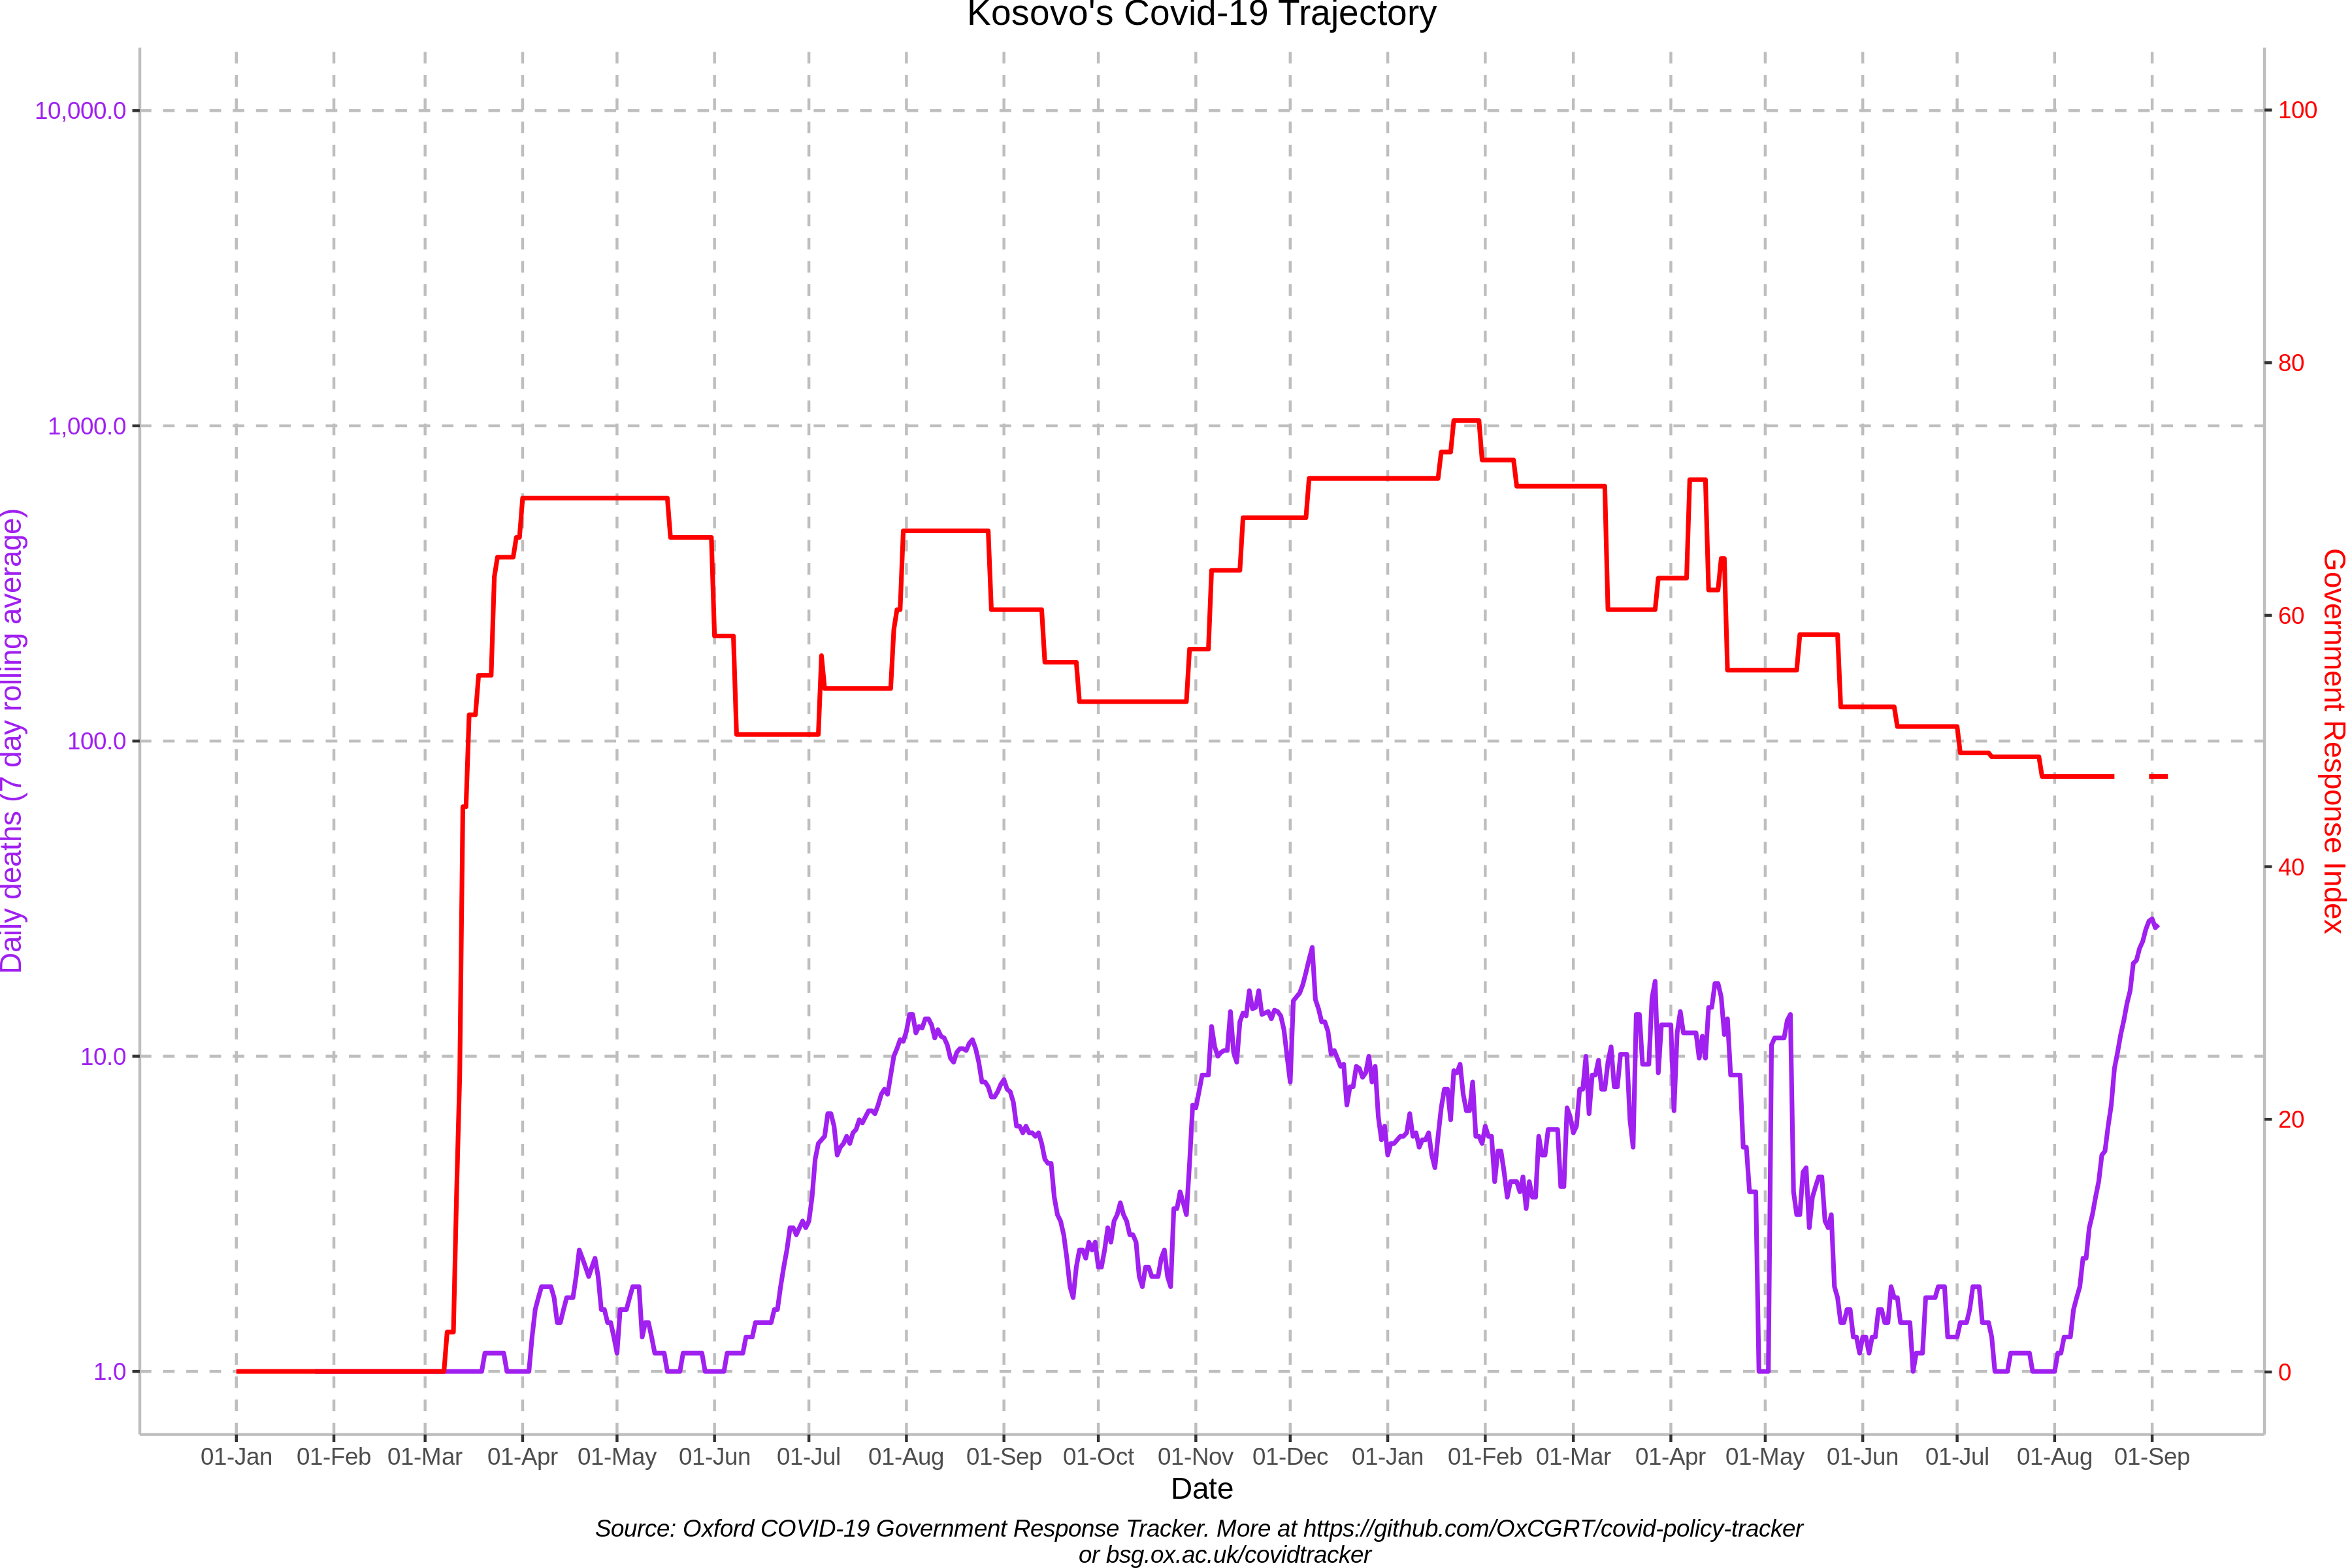 Kosovo's Covid-19 Trajectory
Daily deaths (7 day rolling average)
10,000.0
1,000.0
100.0
10.0
1.0
100
80
60
40
20
0
Government Response Index
01-Jan 01-Feb 01-Mar 01-Apr 01-May 01-Jun 01-Jul 01-Aug 01-Sep 01-Oct 01-Nov 01-Dec 01-Jan 01-Feb 01-Mar 01-Apr 01-May 01-Jun 01-Jul 01-Aug 01-Sep
Date
Source: Oxford COVID-19 Government Response Tracker. More at https://github.com/OxCGRT/covid-policy-tracker
or bsg.ox.ac.uk/covidtracker